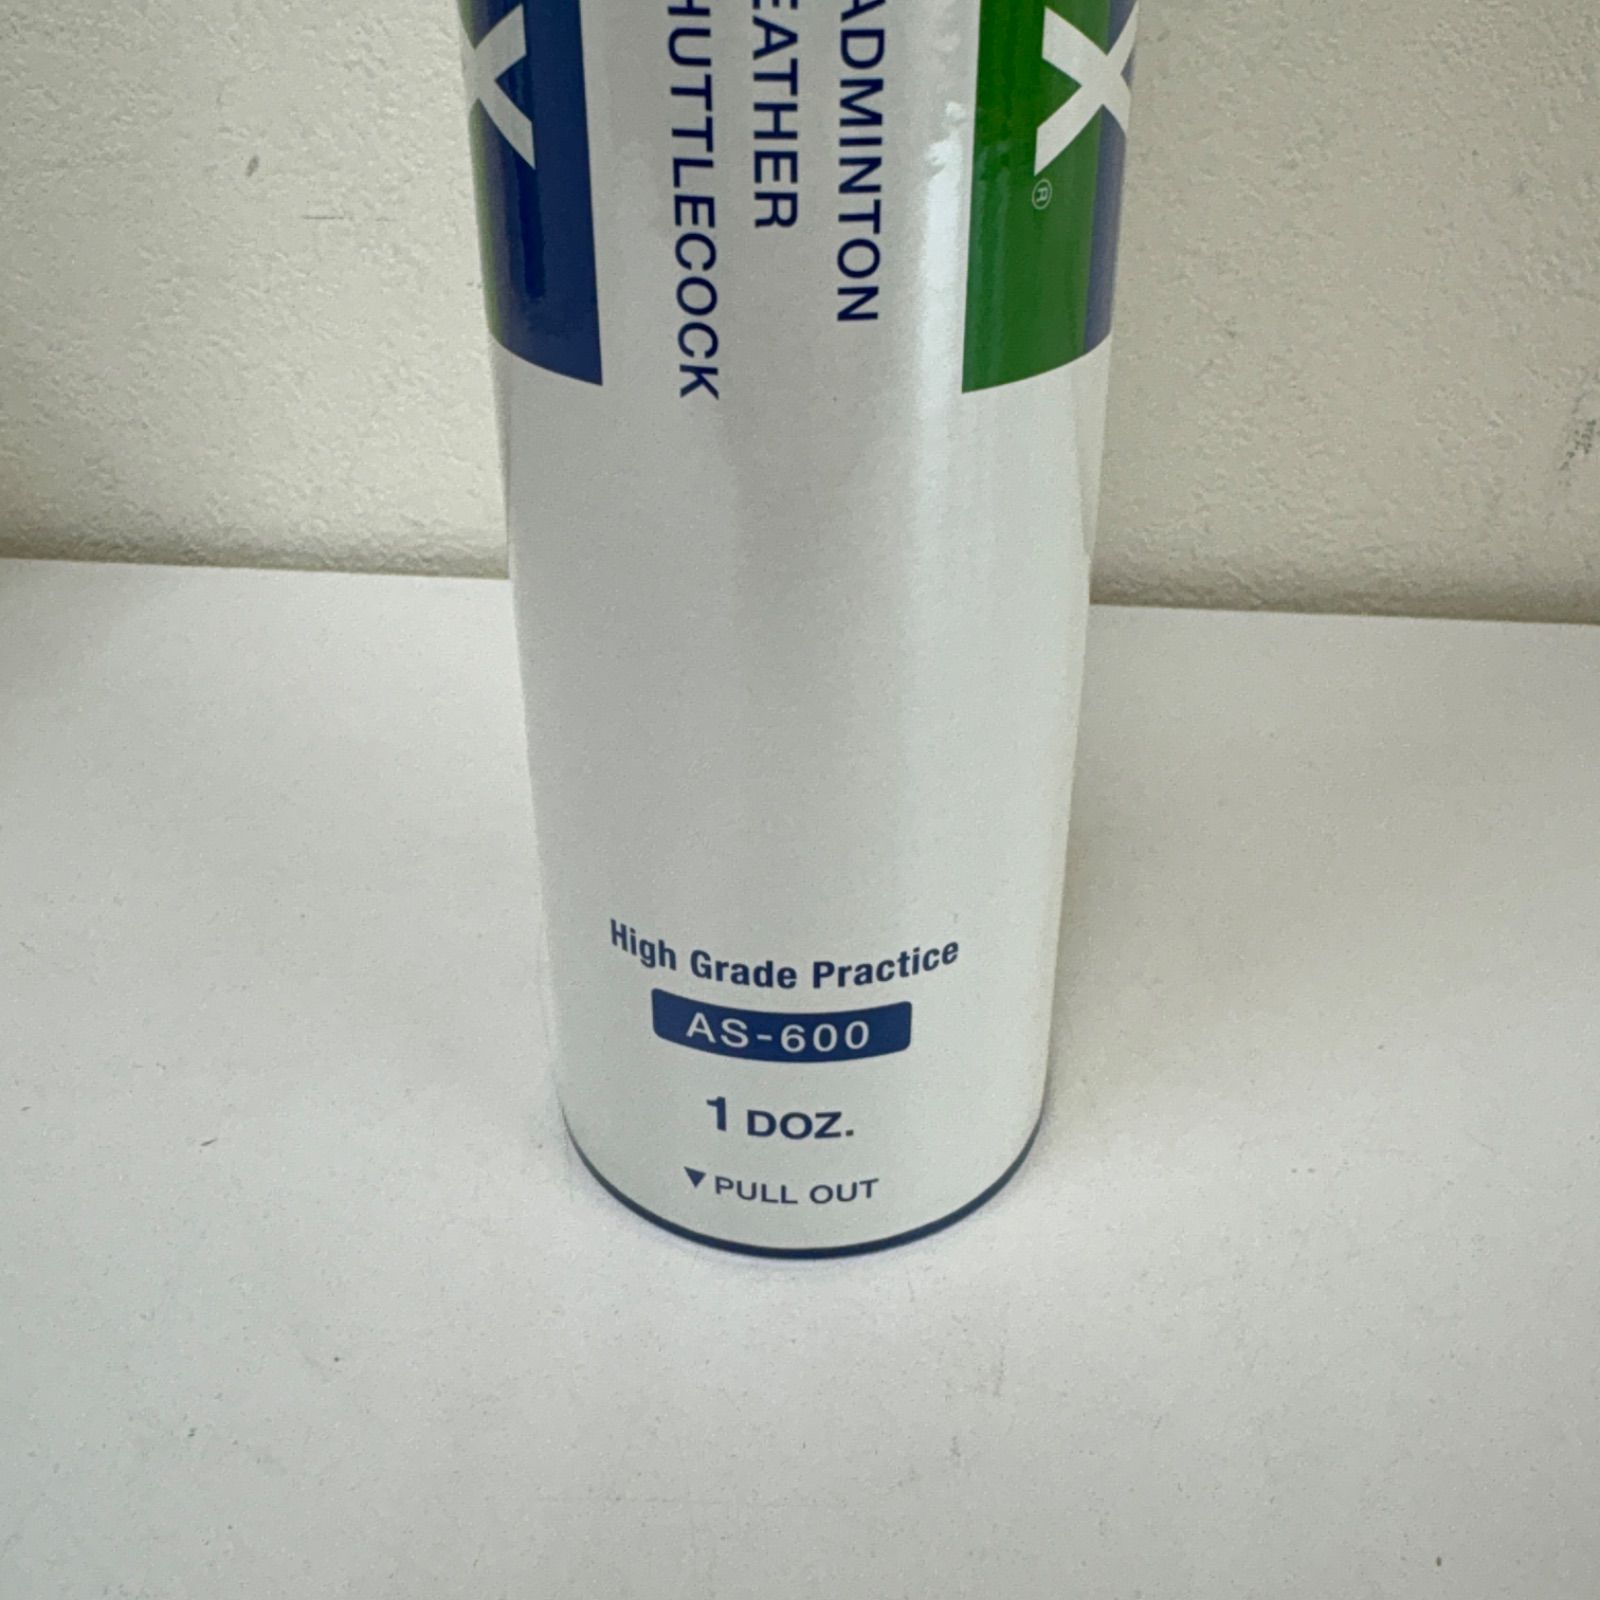 X
X®
ADMINTON
EATHER
HUTTLECOCK
High Grade Practice
AS-600
1 DOZ.
▼PULL OUT